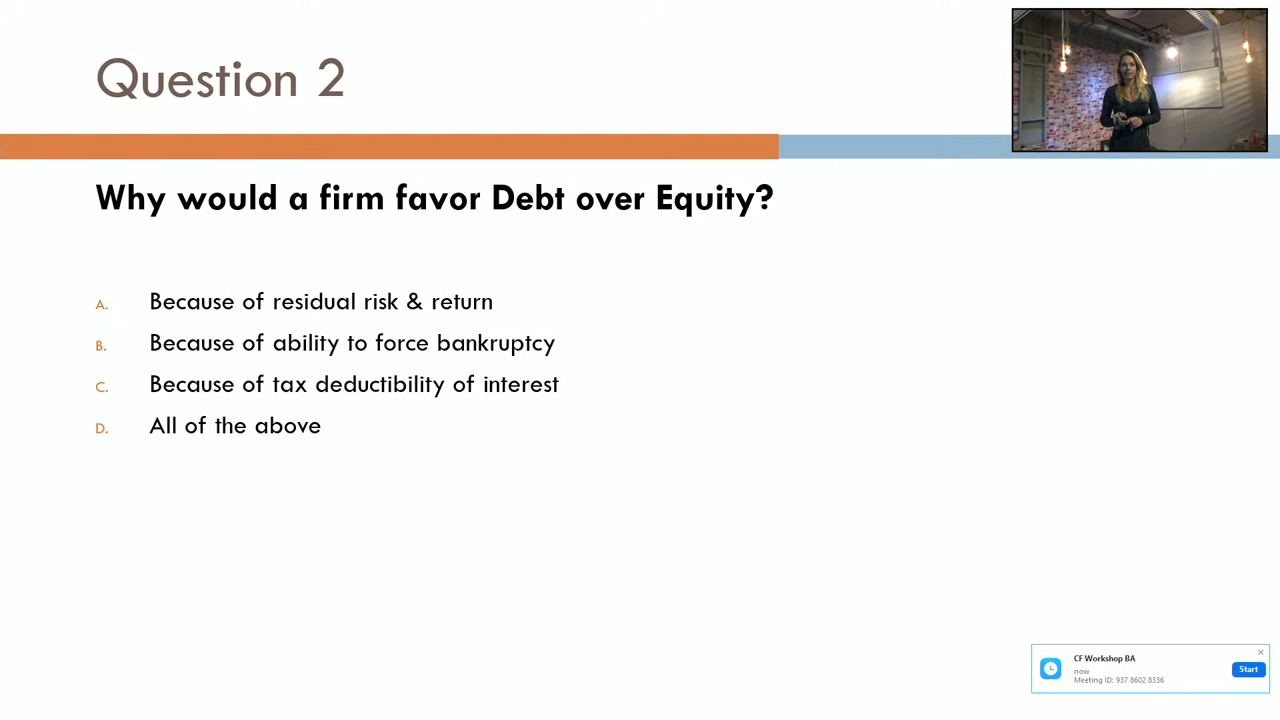 Question 2
Why would a firm favor Debt over Equity?
A. Because of residual risk & return
B. Because of ability to force bankruptcy
C. Because of tax deductibility of interest
D. All of the above
CF Workshop BA
now
Meeting ID: 937 8602 8336
Start